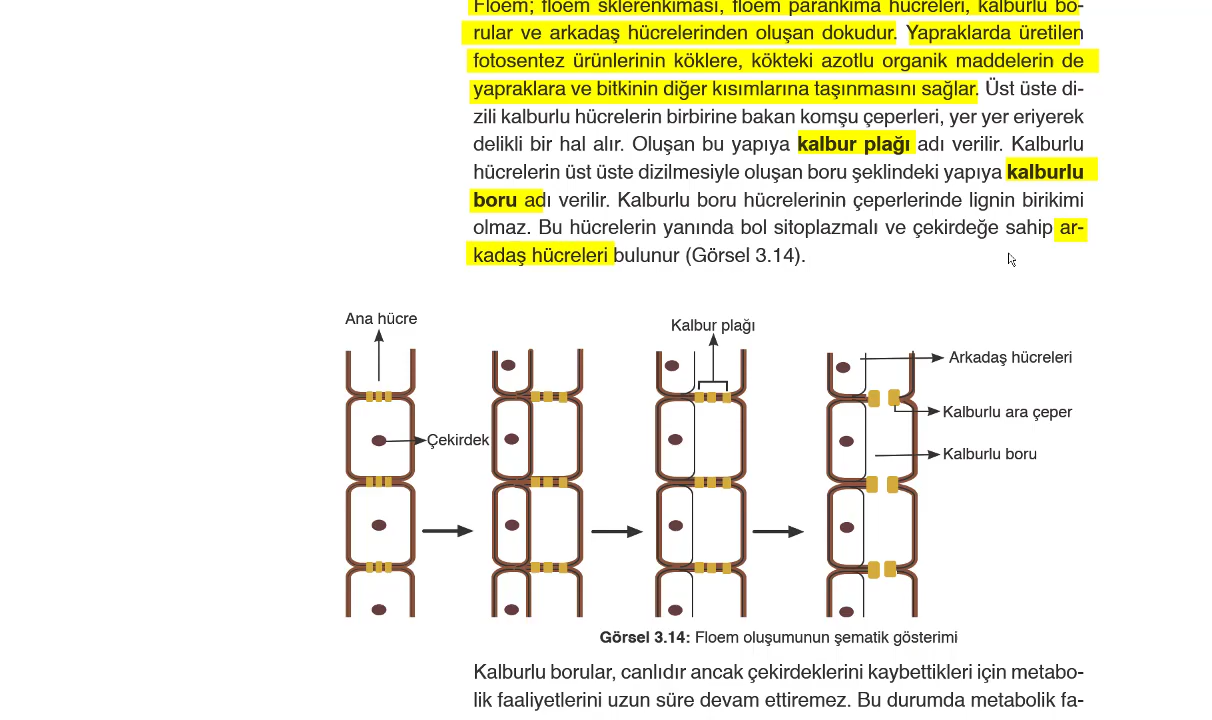 Floem; floem sklerenkiması, floem parankima hücreleri, kalburlu bo-
rular ve arkadaş hücrelerinden oluşan dokudur. Yapraklarda üretilen
fotosentez ürünlerinin köklere, kökteki azotlu organik maddelerin de
yapraklara ve bitkinin diğer kısımlarına taşınmasını sağlar. Üst üste di-
zili kalburlu hücrelerin birbirine bakan komşu çeperleri, yer yer eriyerek
delikli bir hal alır. Oluşan bu yapıya kalbur plağı adı verilir. Kalburlu
hücrelerin üst üste dizilmesiyle oluşan boru şeklindeki yapıya kalburlu
boru adı verilir. Kalburlu boru hücrelerinin çeperlerinde lignin birikimi
olmaz. Bu hücrelerin yanında bol sitoplazmalı ve çekirdeğe sahip ar-
kadaş hücreleri bulunur (Görsel 3.14).
Ana hücre
Kalbur plağı
Arkadaş hücreleri
Kalburlu ara çeper
Çekirdek
Kalburlu boru
Görsel 3.14: Floem oluşumunun şematik gösterimi
Kalburlu borular, canlıdır ancak çekirdeklerini kaybettikleri için metabo-
lik faaliyetlerini uzun süre devam ettiremez. Bu durumda metabolik fa-